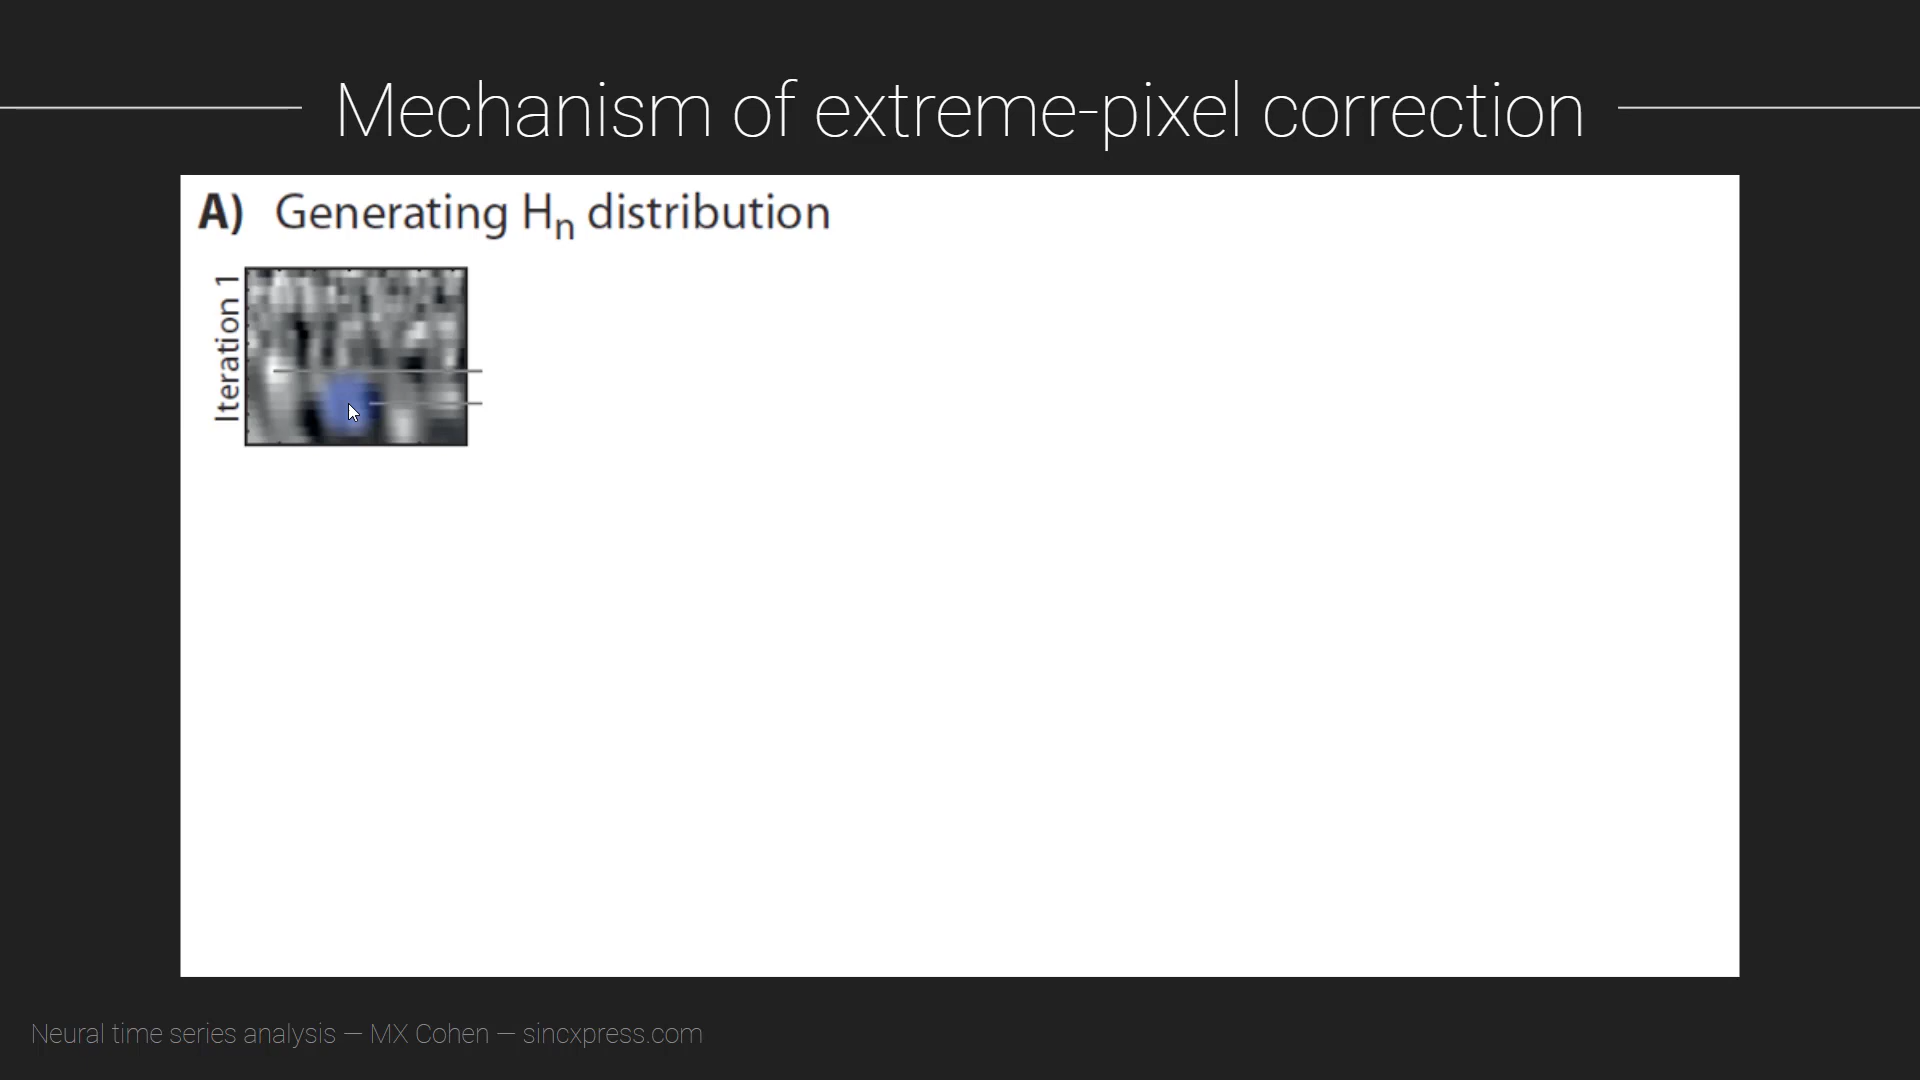 Mechanism of extreme-pixel correction
A) Generating Hn distribution
Iteration 1
Neural time series analysis — MX Cohen — sincxpress.com